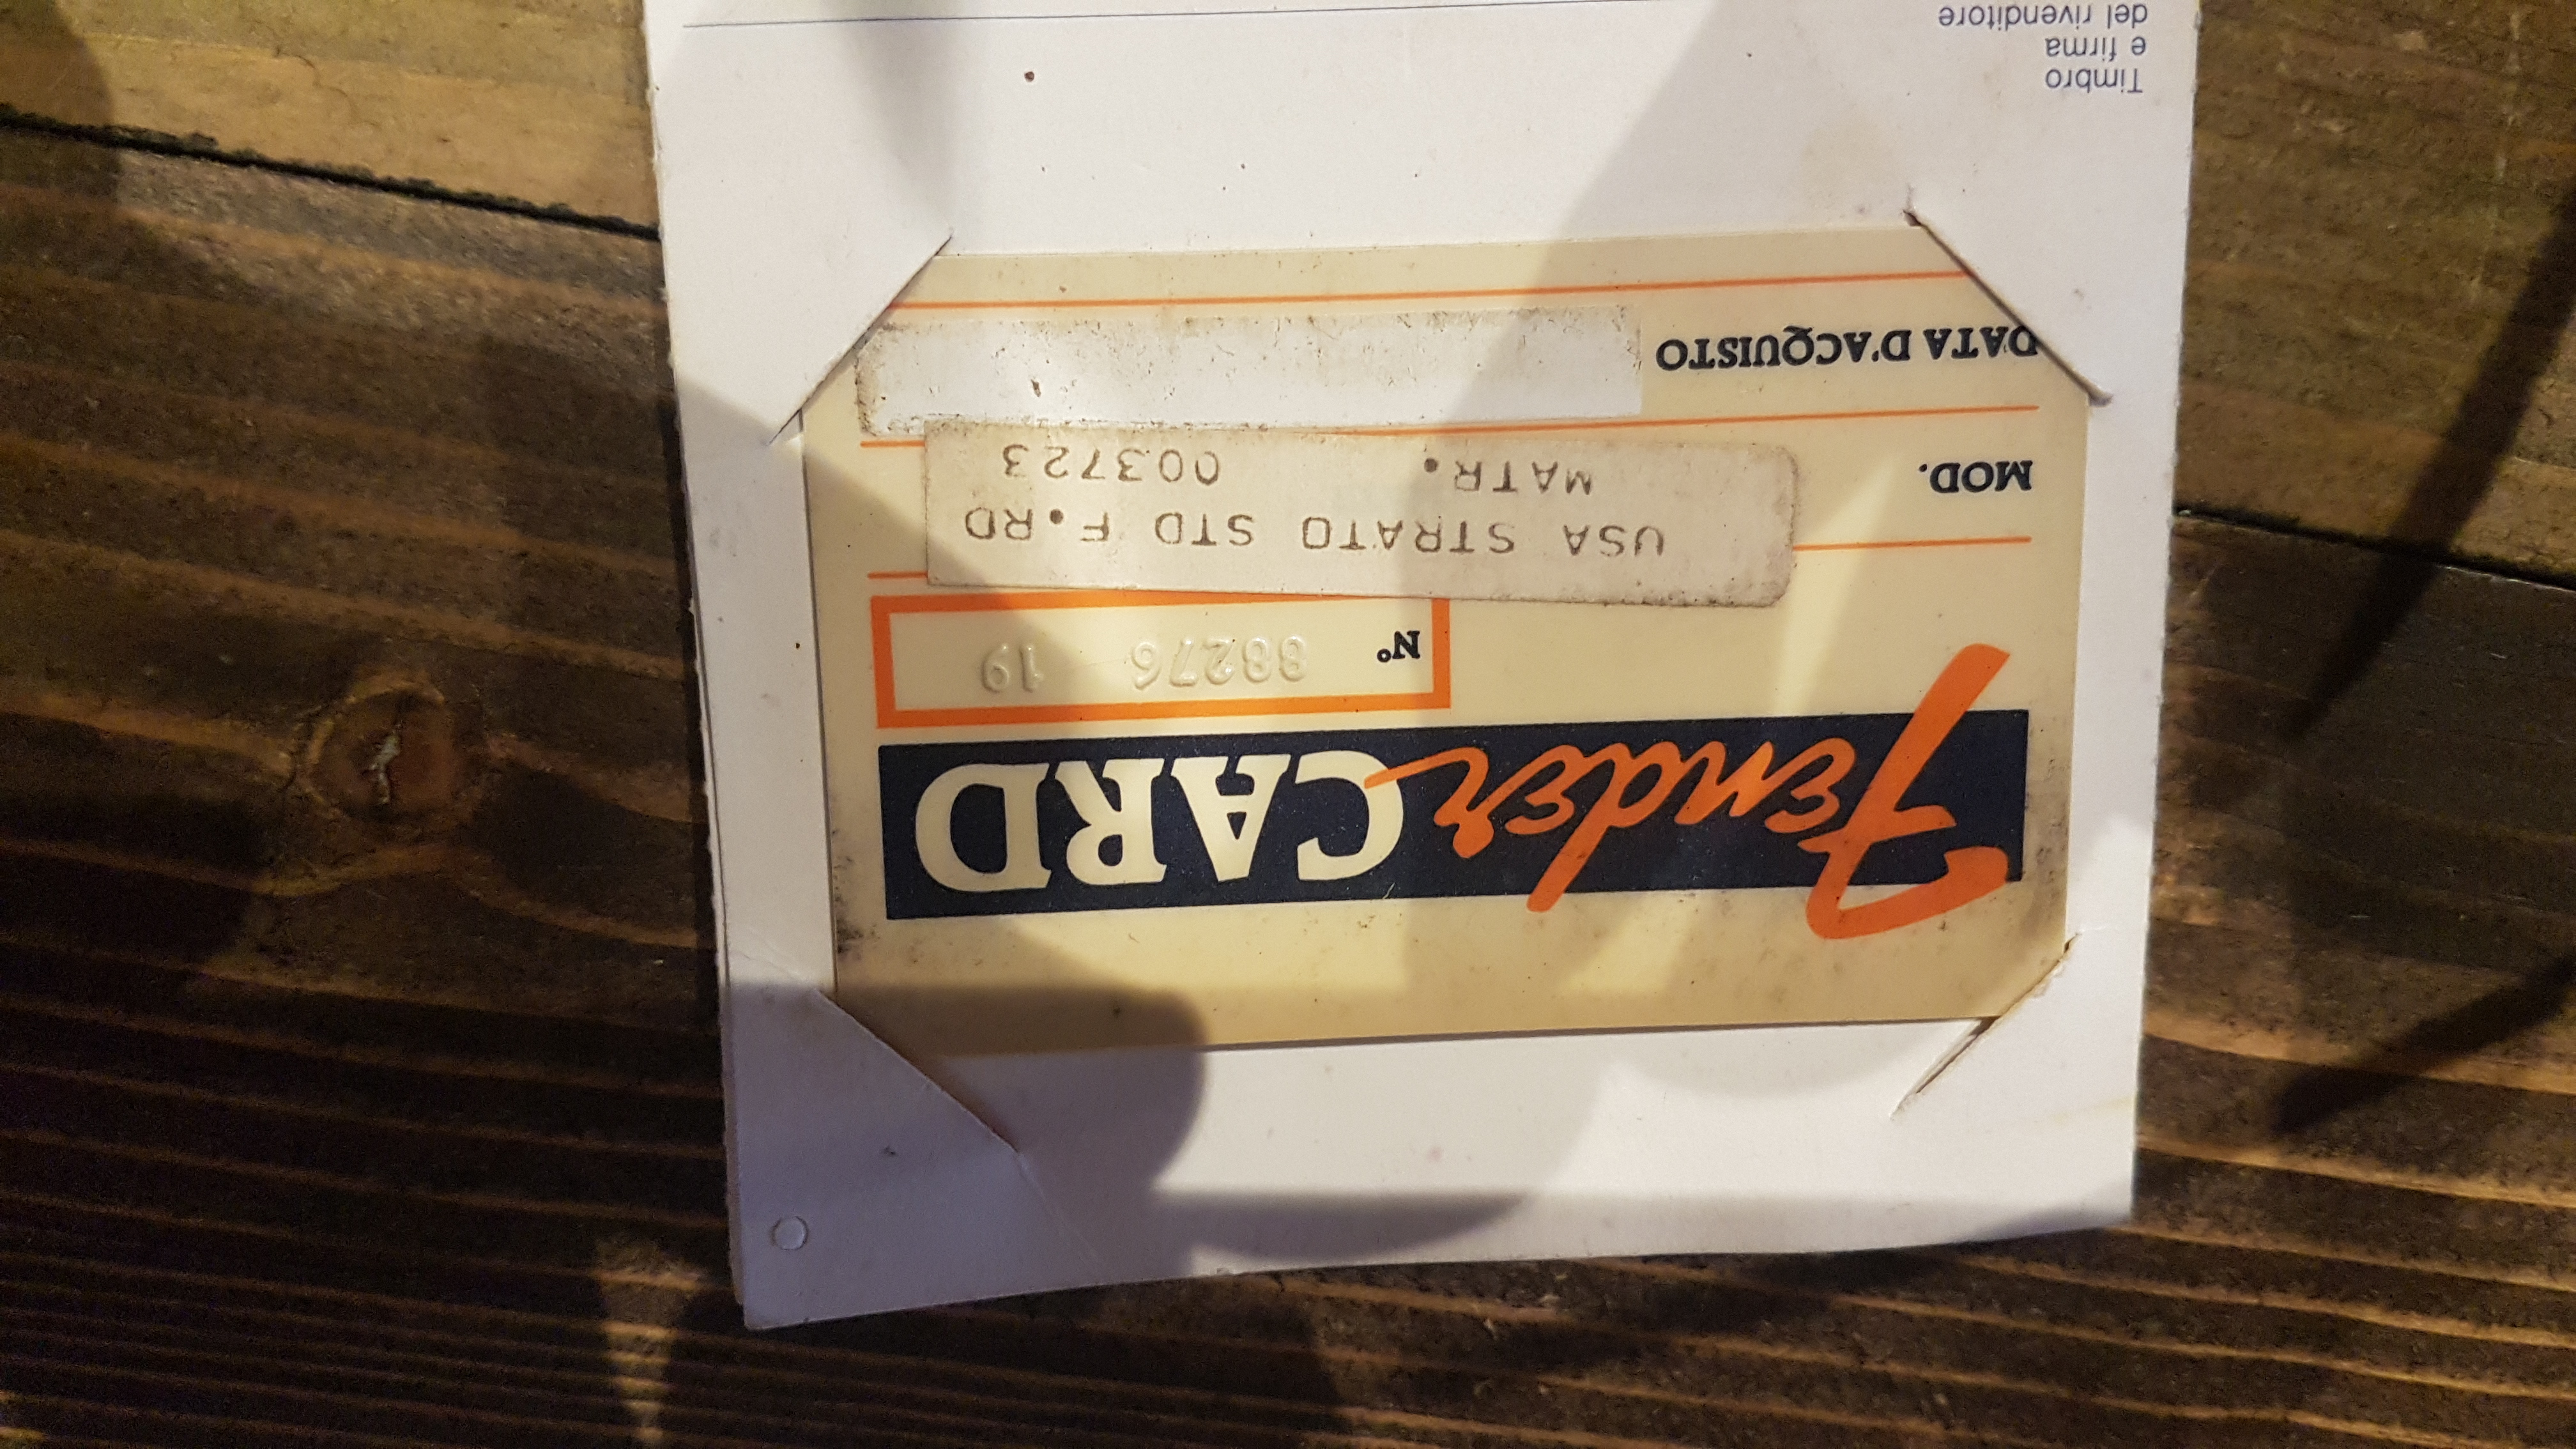 Fender CARD
N° 88276 19
USA STRATO STD F.RD
MOD.
MATR. 003723
DATA D'ACQUISTO
Timbro
e firma
del rivenditore